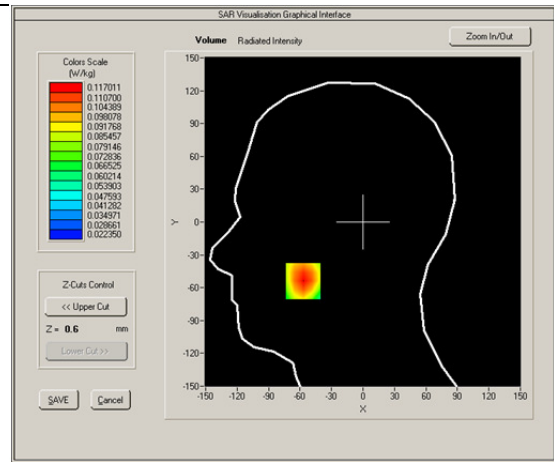 SAR Visualisation Graphical Interface
Volume Radiated Intensity
Zoom In/Out
Colors Scale
(W/kg)
0.117011
0.110700
0.104389
0.098078
0.091768
0.085457
0.079146
0.072836
0.066525
0.060214
0.053903
0.047593
0.041282
0.034971
0.028661
0.022350
Z-Cuts Control
<< Upper Cut
Z = 0.6 mm
Lower Cut >>
SAVE Cancel
150
120
90
60
30
0
-30
-60
-90
-120
-150
Y
-150 -120 -90 -60 -30 0 30 60 90 120 150
X